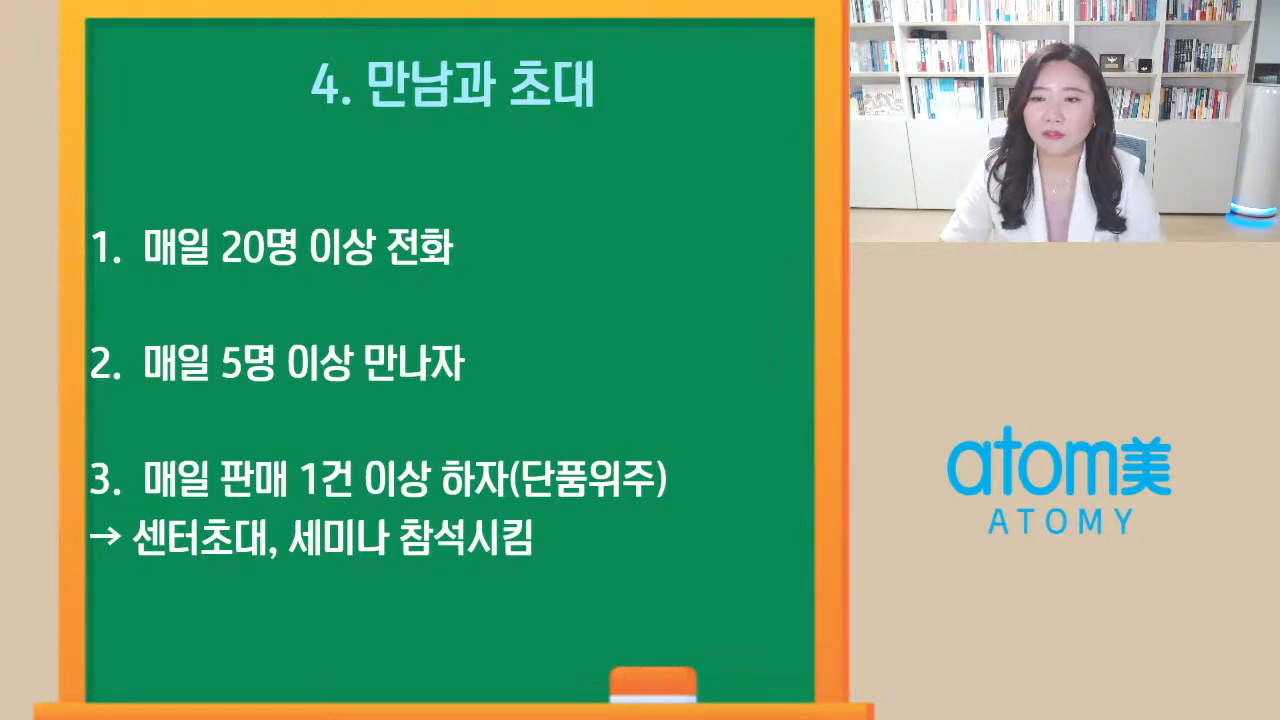 4. 만남과 초대
1. 매일 20명 이상 전화
2. 매일 5명 이상 만나자
3. 매일 판매 1건 이상 하자(단품위주)
→ 센터초대, 세미나 참석시킴
atom美
ATOMY